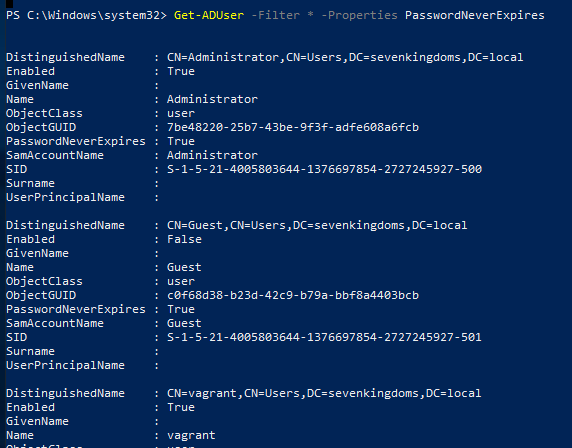 PS C:\Windows\system32> Get-ADUser -Filter * -Properties PasswordNeverExpires
DistinguishedName : CN=Administrator,CN=Users,DC=sevenkingdoms,DC=local
Enabled : True
GivenName :
Name : Administrator
ObjectClass : user
ObjectGUID : 7be48220-25b7-43be-9f3f-adfe608a6fcb
PasswordNeverExpires : True
SamAccountName : Administrator
SID : S-1-5-21-4005803644-1376697854-2727245927-500
Surname :
UserPrincipalName :
DistinguishedName : CN=Guest,CN=Users,DC=sevenkingdoms,DC=local
Enabled : False
GivenName :
Name : Guest
ObjectClass : user
ObjectGUID : c0f68d38-b23d-42c9-b79a-bbf8a4403bcb
PasswordNeverExpires : True
SamAccountName : Guest
SID : S-1-5-21-4005803644-1376697854-2727245927-501
Surname :
UserPrincipalName :
DistinguishedName : CN=vagrant,CN=Users,DC=sevenkingdoms,DC=local
Enabled : True
GivenName :
Name : vagrant
ObjectClass : user